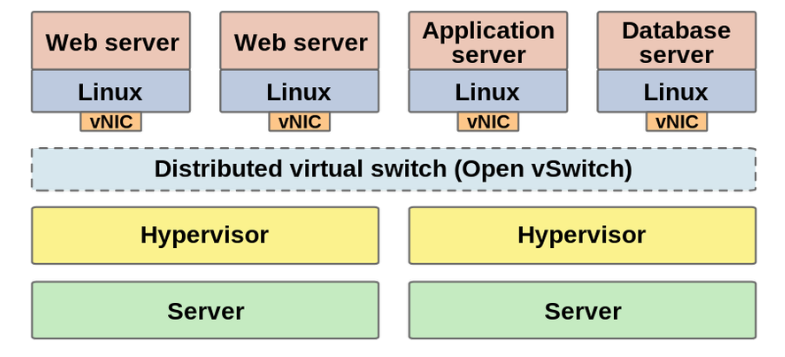 Web server
Web server
Application
server
Database
server
Linux
Linux
Linux
Linux
vNIC
vNIC
vNIC
vNIC
Distributed virtual switch (Open vSwitch)
Hypervisor
Hypervisor
Server
Server